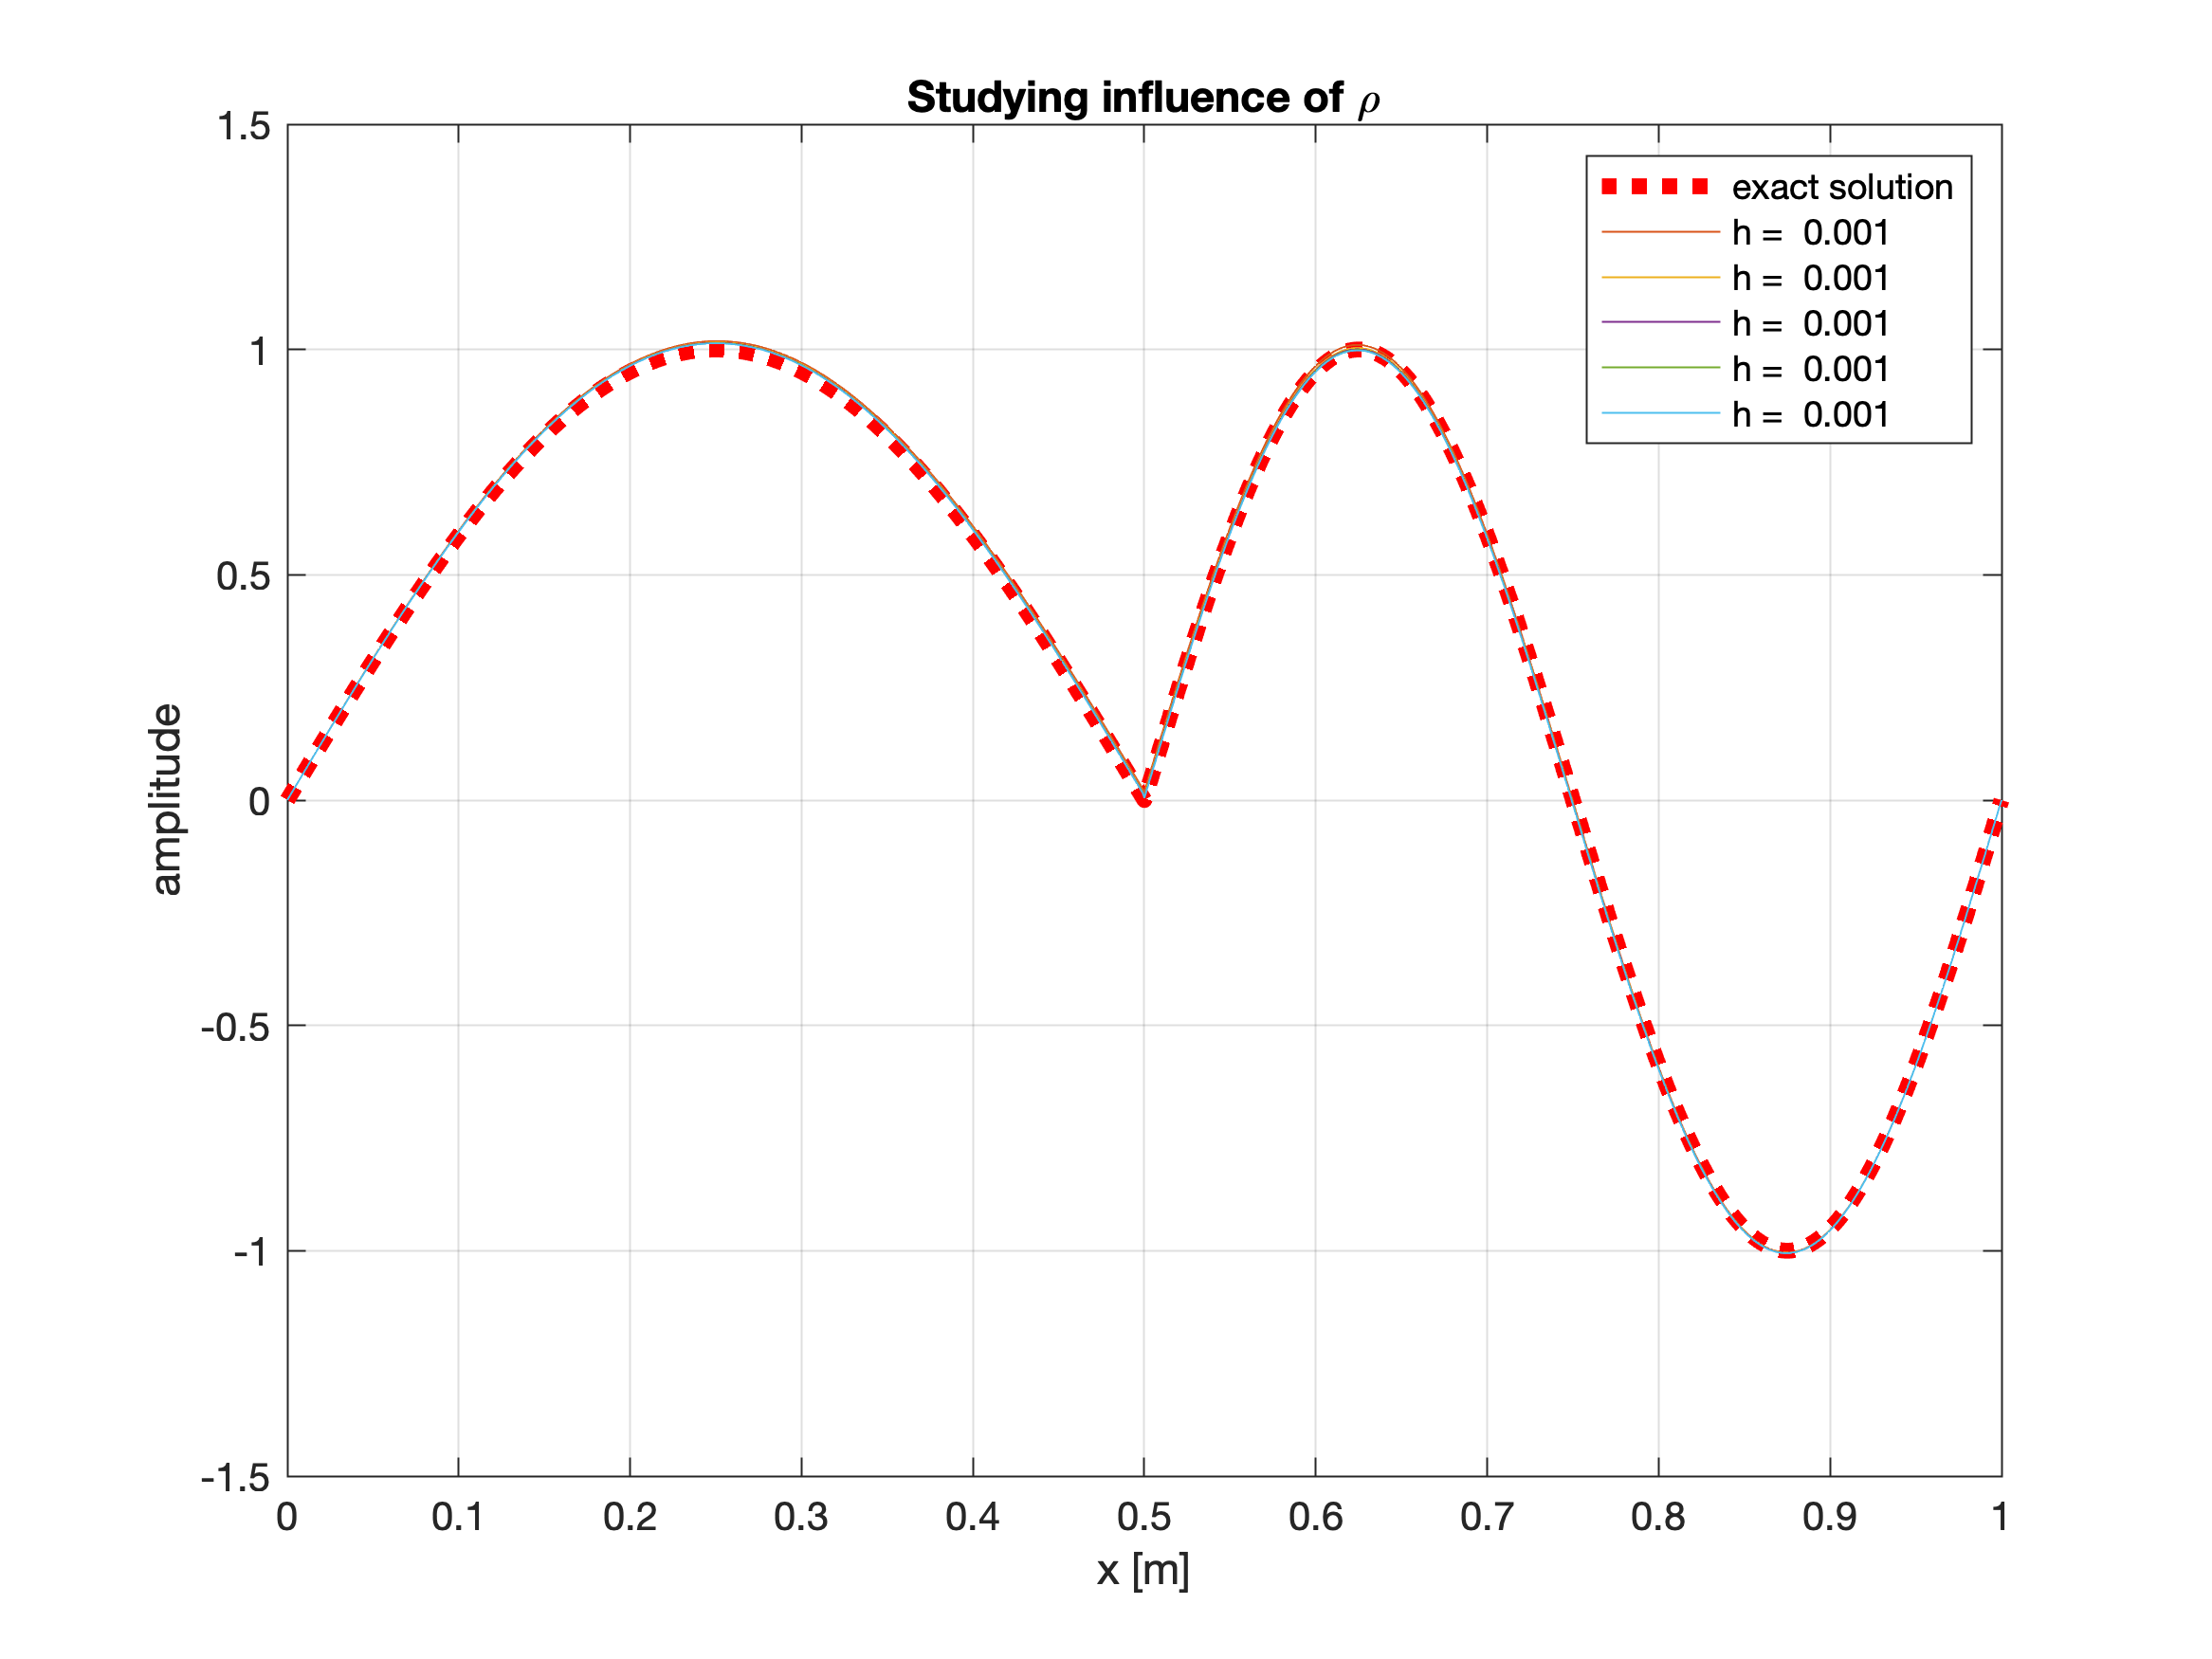 Studying influence of ρ
1.5
1
0.5
0
-0.5
-1
-1.5
amplitude
exact solution
h =  0.001
h =  0.001
h =  0.001
h =  0.001
h =  0.001
0 0.1 0.2 0.3 0.4 0.5 0.6 0.7 0.8 0.9 1
x [m]